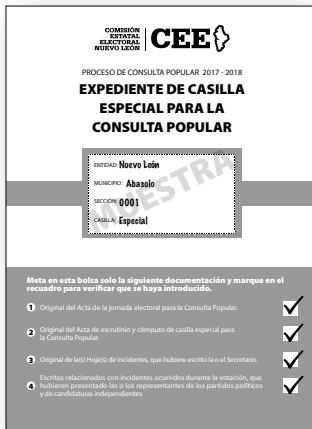 COMISIÓN
ESTATAL
ELECTORAL
NUEVO LEÓN
CEE
PROCESO DE CONSULTA POPULAR 2017 - 2018
EXPEDIENTE DE CASILLA
ESPECIAL PARA LA
CONSULTA POPULAR
ENTIDAD: Nuevo León
MUNICIPIO: Abasolo
SECCIÓN: 0001
CASILLA: Especial
MUESTRA
Meta en esta bolsa solo la siguiente documentación y marque en el
recuadro para verificar que se haya introducido.
1 Original del Acta de la jornada electoral para la Consulta Popular.
2 Original del Acta de escrutinio y cómputo de casilla especial para
la Consulta Popular.
3 Original de la(s) Hoja(s) de incidentes, que hubiere escrito la o el Secretario.
4 Escritos relacionados con incidentes ocurridos durante la votación, que
hubieren presentado las o los representantes de los partidos políticos
y de candidaturas independientes.